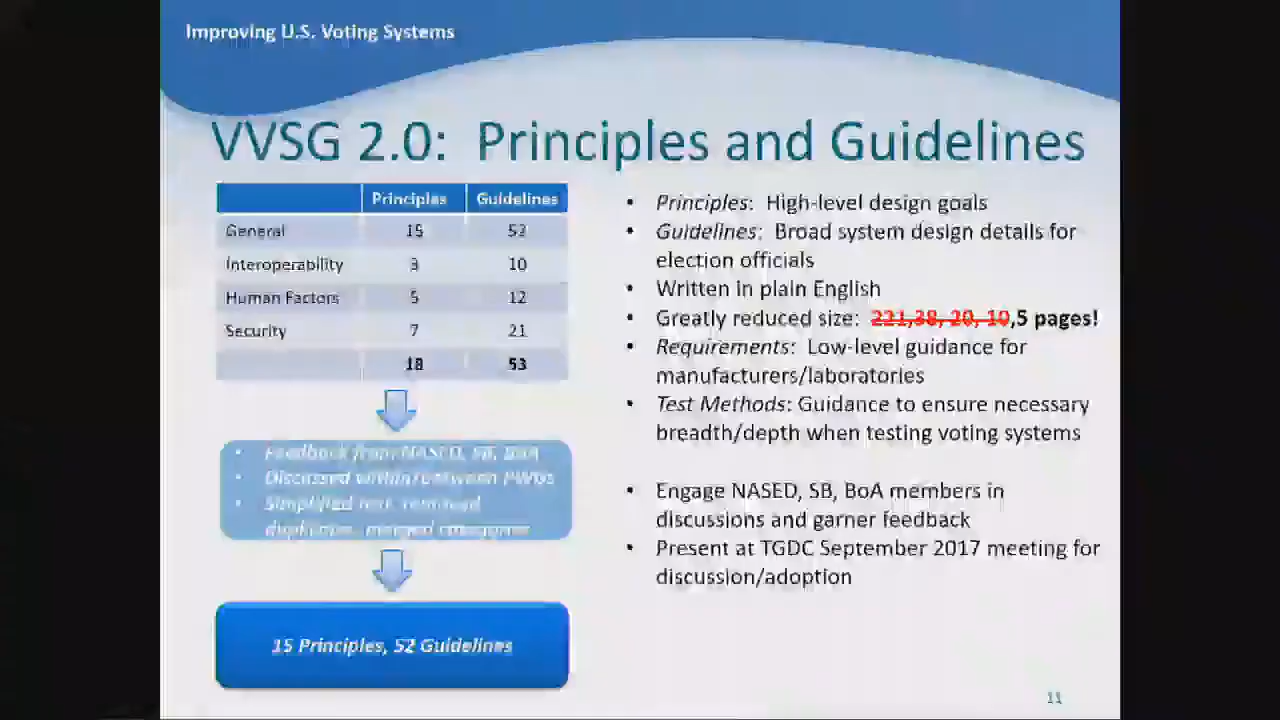 Improving U.S. Voting Systems
VVSG 2.0: Principles and Guidelines
Principles Guidelines
General 15 52
Interoperability 3 10
Human Factors 5 12
Security 7 21
18 53
• Feedback from NASED, SB, BoA
• Discussed within/between PWGs
• Simplified text, removed
duplicates, merged categories
15 Principles, 52 Guidelines
• Principles: High-level design goals
• Guidelines: Broad system design details for
election officials
• Written in plain English
• Greatly reduced size: 221,38, 20, 10,5 pages!
• Requirements: Low-level guidance for
manufacturers/laboratories
• Test Methods: Guidance to ensure necessary
breadth/depth when testing voting systems
• Engage NASED, SB, BoA members in
discussions and garner feedback
• Present at TGDC September 2017 meeting for
discussion/adoption
11